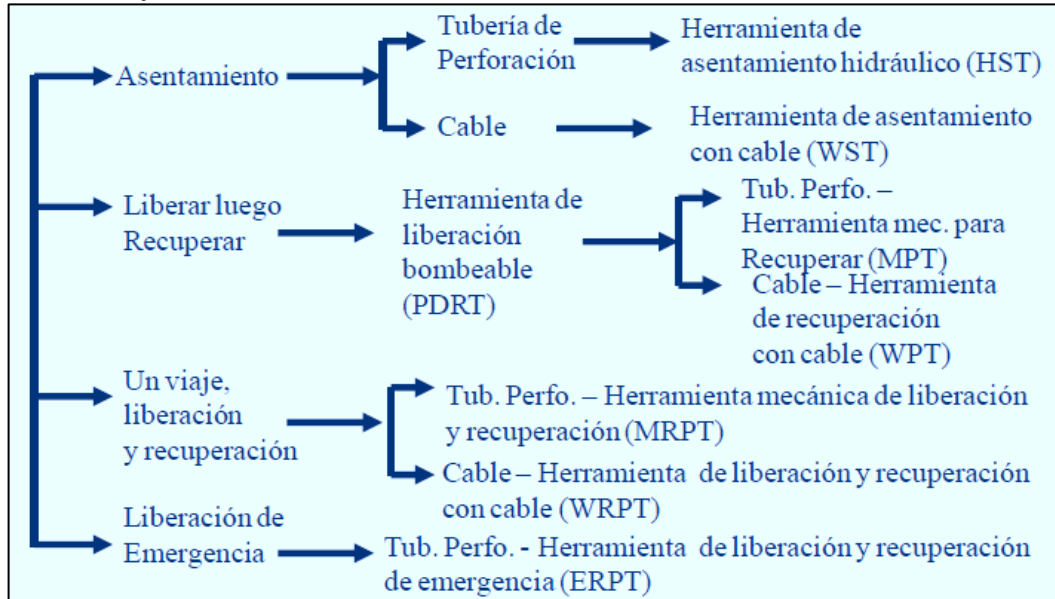 Asentamiento
Tubería de
Perforación
Herramienta de
asentamiento hidráulico (HST)
Cable
Herramienta de asentamiento
con cable (WST)
Liberar luego
Recuperar
Herramienta de
liberación
bombeable
(PDRT)
Tub. Perfo. –
Herramienta mec. para
Recuperar (MPT)
Cable – Herramienta
de recuperación
con cable (WPT)
Un viaje,
liberación
y recuperación
Tub. Perfo. – Herramienta mecánica de liberación
y recuperación (MRPT)
Cable – Herramienta de liberación y recuperación
con cable (WRPT)
Liberación de
Emergencia
Tub. Perfo. - Herramienta de liberación y recuperación
de emergencia (ERPT)